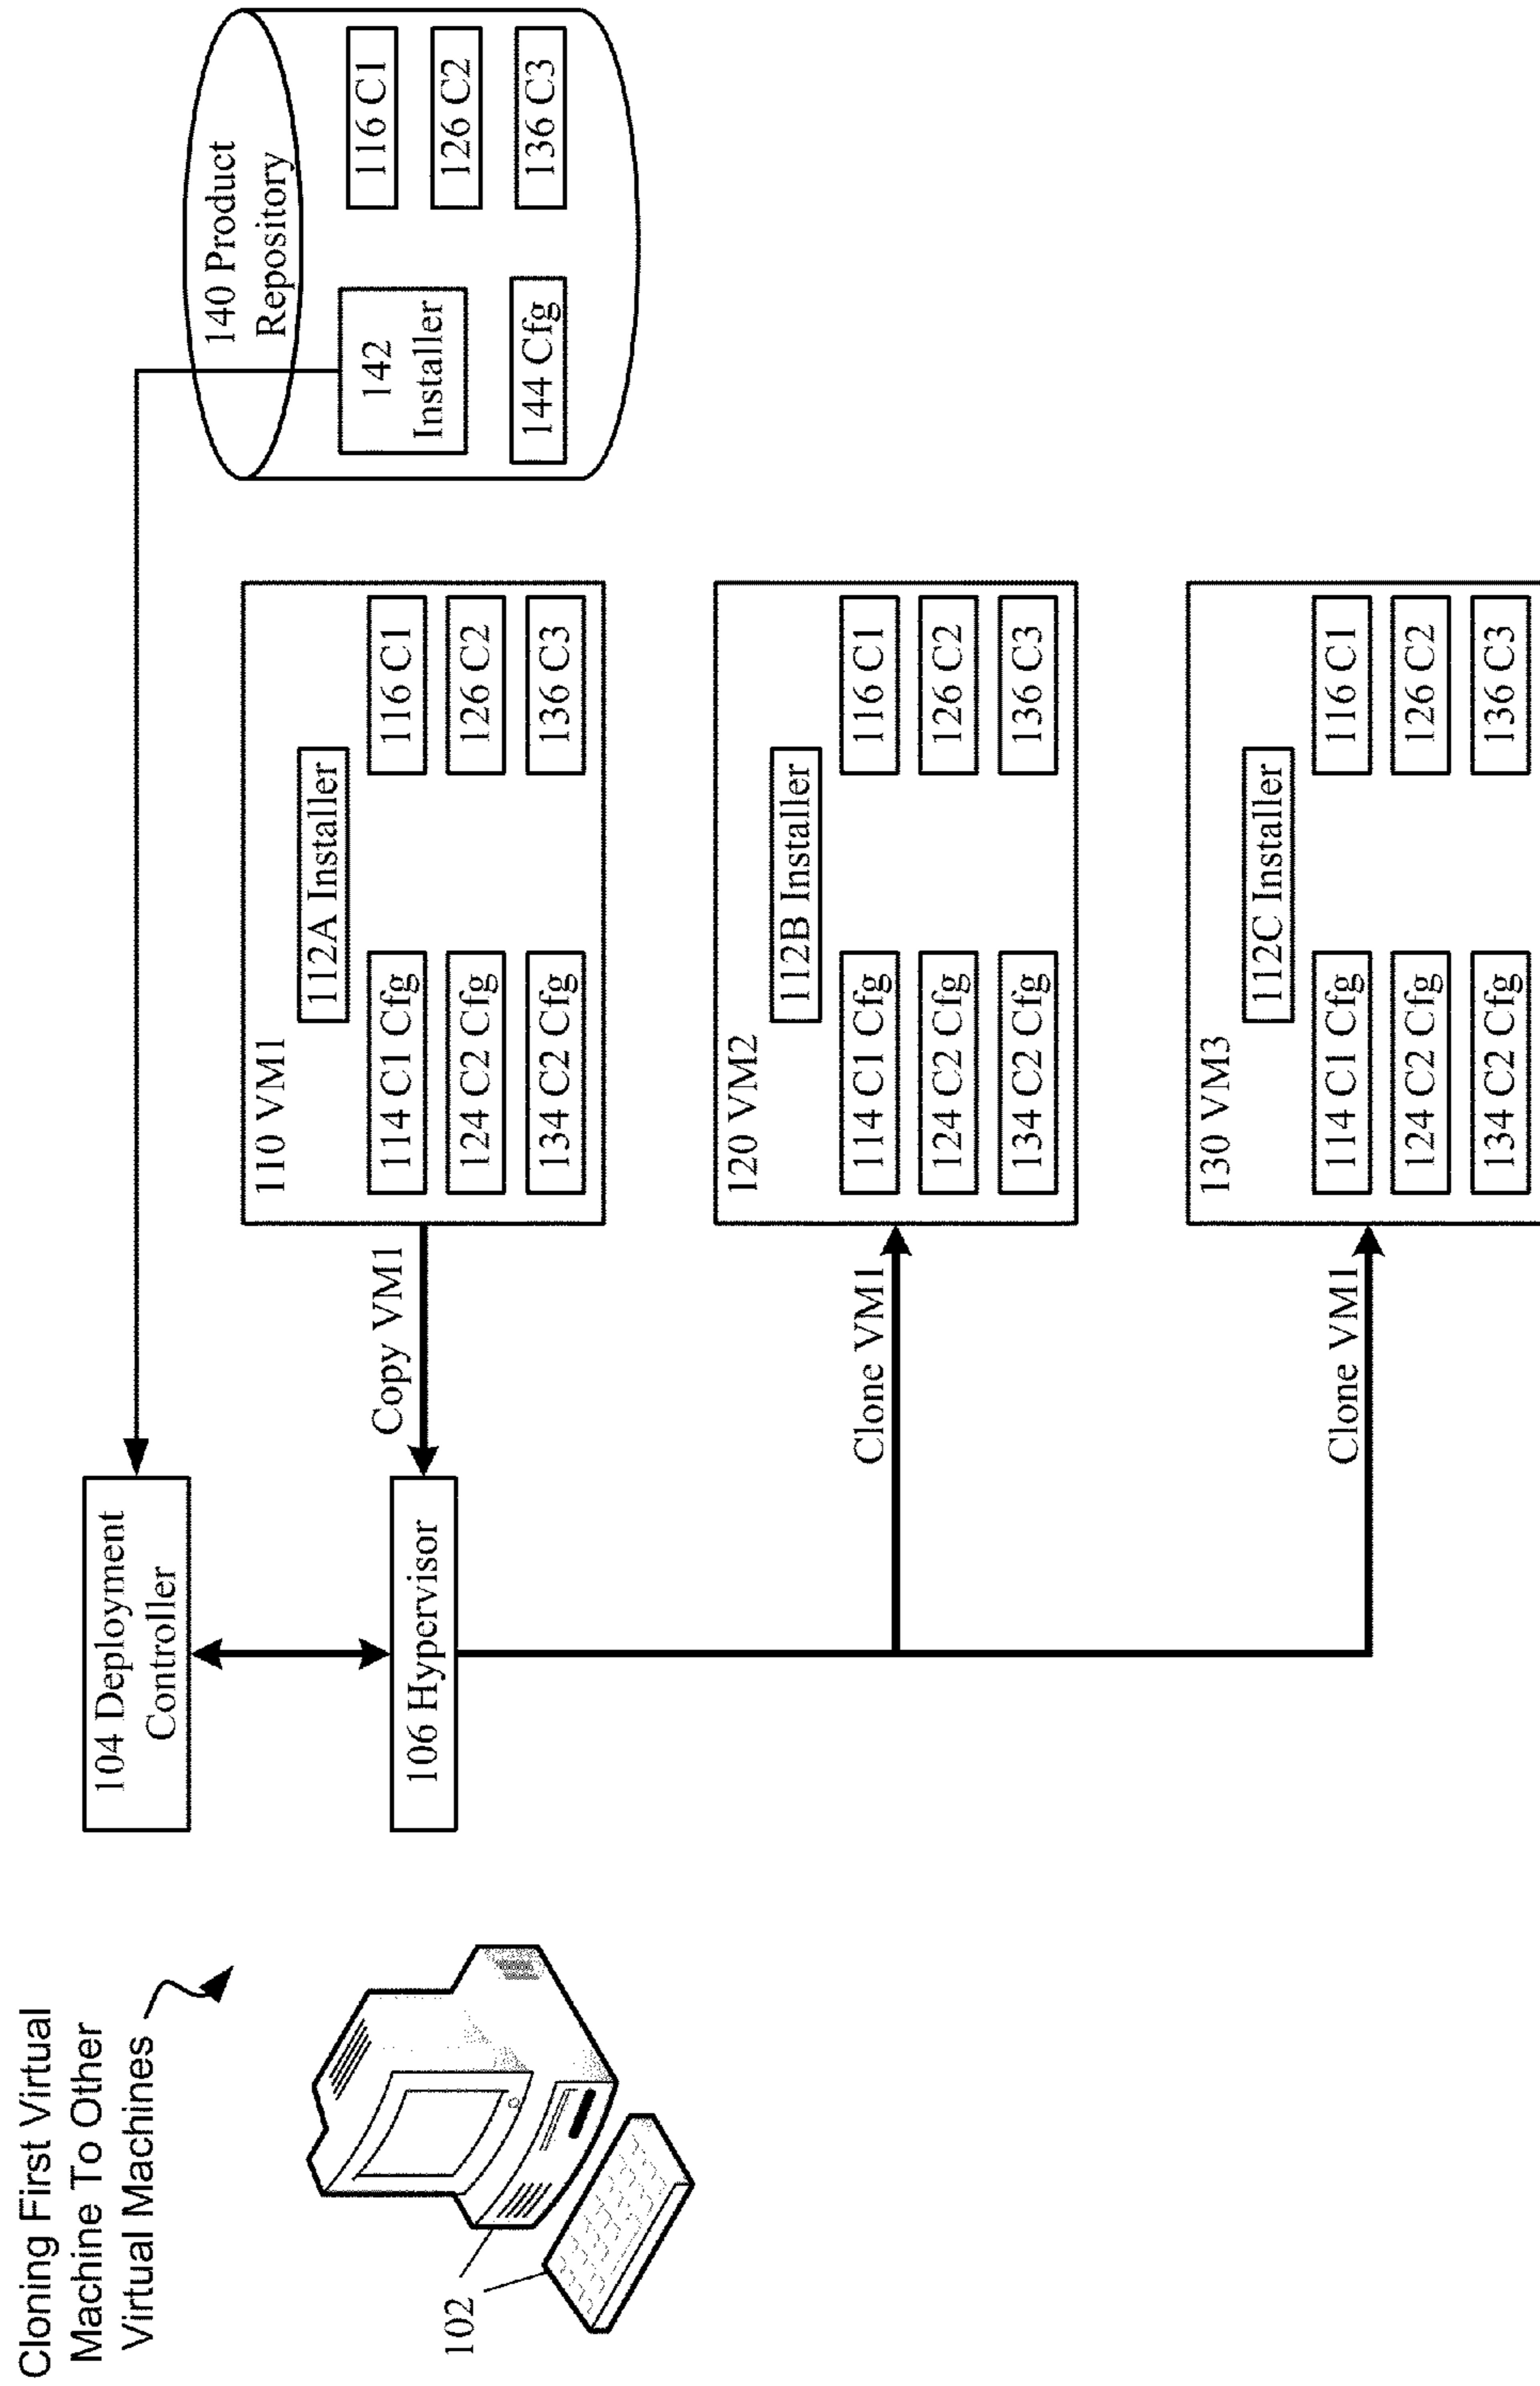 Cloning First Virtual
Machine To Other
Virtual Machines
102
104 Deployment
Controller
106 Hypervisor
Copy VM1
Clone VM1
Clone VM1
110 VM1
112A Installer
114 C1 Cfg
116 C1
124 C2 Cfg
126 C2
134 C2 Cfg
136 C3
120 VM2
112B Installer
114 C1 Cfg
116 C1
124 C2 Cfg
126 C2
134 C2 Cfg
136 C3
130 VM3
112C Installer
114 C1 Cfg
116 C1
124 C2 Cfg
126 C2
134 C2 Cfg
136 C3
140 Product
Repository
142
Installer
144 Cfg
116 C1
126 C2
136 C3